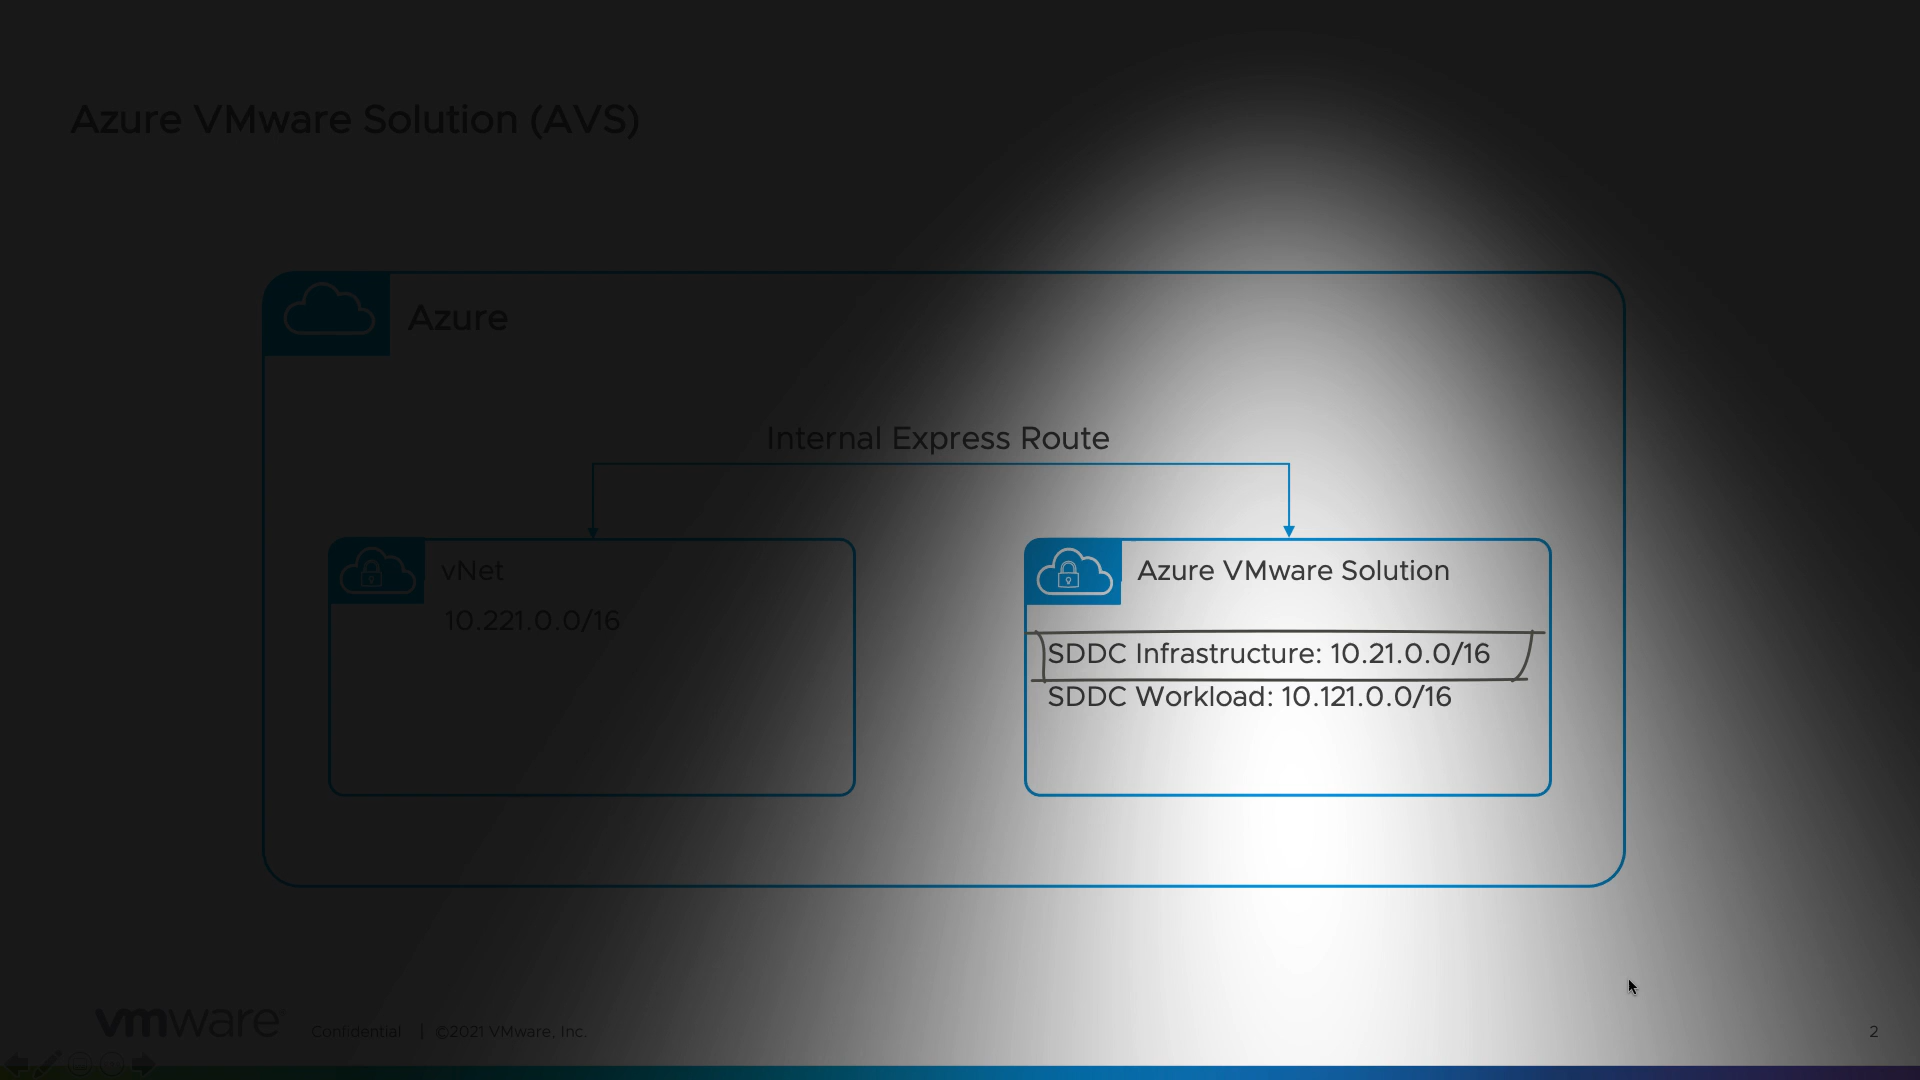 Azure VMware Solution (AVS)
Azure
Internal Express Route
vNet
10.221.0.0/16
Azure VMware Solution
SDDC Infrastructure: 10.21.0.0/16
SDDC Workload: 10.121.0.0/16
vmware
Confidential | ©2021 VMware, Inc.
2